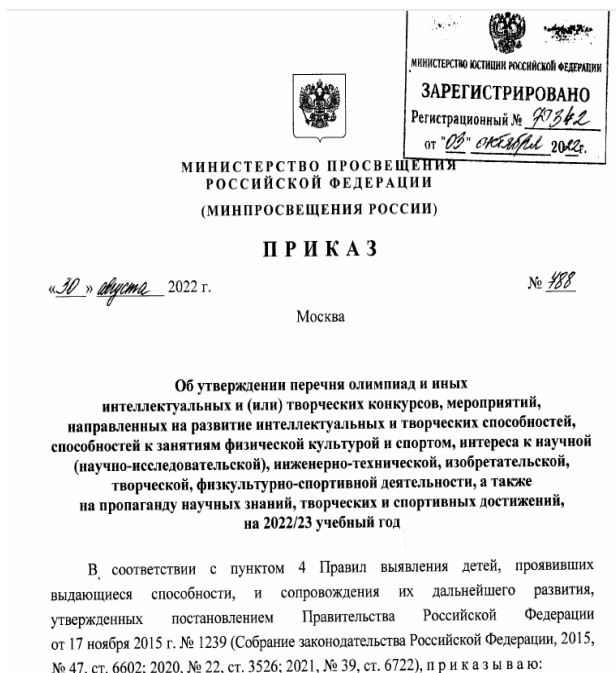 МИНИСТЕРСТВО ЮСТИЦИИ РОССИЙСКОЙ ФЕДЕРАЦИИ
ЗАРЕГИСТРИРОВАНО
Регистрационный № 70342
от "03" октября 2022г.
МИНИСТЕРСТВО ПРОСВЕЩЕНИЯ
РОССИЙСКОЙ ФЕДЕРАЦИИ
(МИНПРОСВЕЩЕНИЯ РОССИИ)
ПРИКАЗ
«30» августа 2022 г. № 788
Москва
Об утверждении перечня олимпиад и иных
интеллектуальных и (или) творческих конкурсов, мероприятий,
направленных на развитие интеллектуальных и творческих способностей,
способностей к занятиям физической культурой и спортом, интереса к научной
(научно-исследовательской), инженерно-технической, изобретательской,
творческой, физкультурно-спортивной деятельности, а также
на пропаганду научных знаний, творческих и спортивных достижений,
на 2022/23 учебный год
В соответствии с пунктом 4 Правил выявления детей, проявивших
выдающиеся способности, и сопровождения их дальнейшего развития,
утвержденных постановлением Правительства Российской Федерации
от 17 ноября 2015 г. № 1239 (Собрание законодательства Российской Федерации, 2015,
№ 47, ст. 6602; 2020, № 22, ст. 3526; 2021, № 39, ст. 6722), п р и к а з ы в а ю: